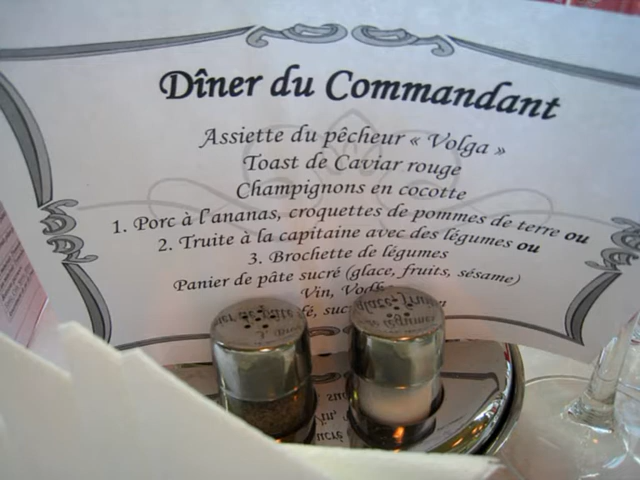 Dîner du Commandant
Assiette du pêcheur « Volga »
Toast de Caviar rouge
Champignons en cocotte
1. Porc à l'ananas, croquettes de pommes de terre ou
2. Truite à la capitaine avec des légumes ou
3. Brochette de légumes
Panier de pâte sucré (glace, fruits, sésame)
Vin,